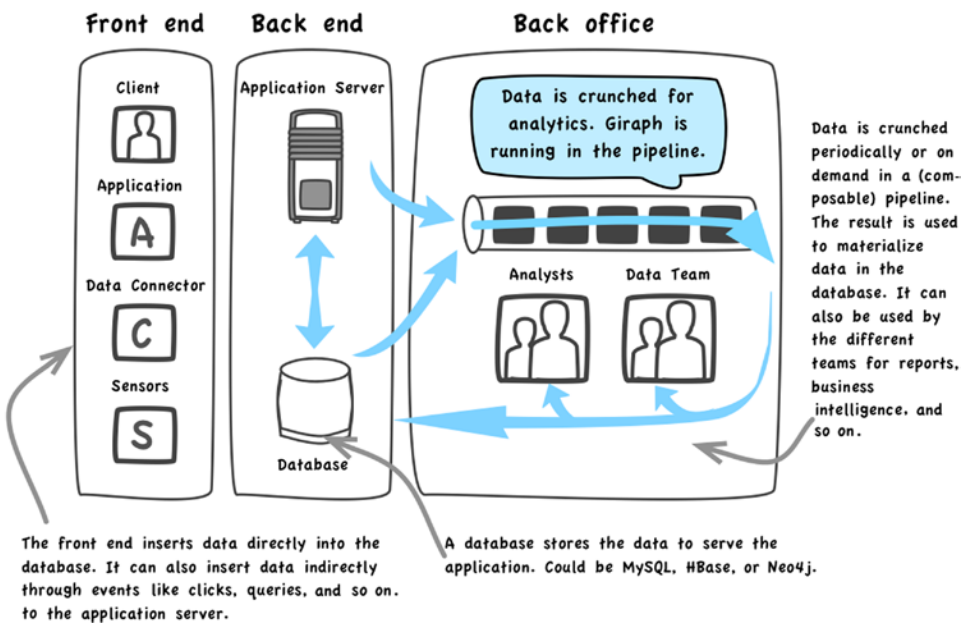 Front end
Back end
Back office
Client
Application
A
Data Connector
C
Sensors
S
Application Server
Database
Data is crunched for
analytics. Giraph is
running in the pipeline.
Analysts
Data Team
Data is crunched
periodically or on
demand in a (com-
posable) pipeline.
The result is used
to materialize
data in the
database. It can
also be used by
the different
teams for reports,
business
intelligence, and
so on.
The front end inserts data directly into the
database. It can also insert data indirectly
through events like clicks, queries, and so on.
to the application server.
A database stores the data to serve the
application. Could be MySQL, HBase, or Neo4j.